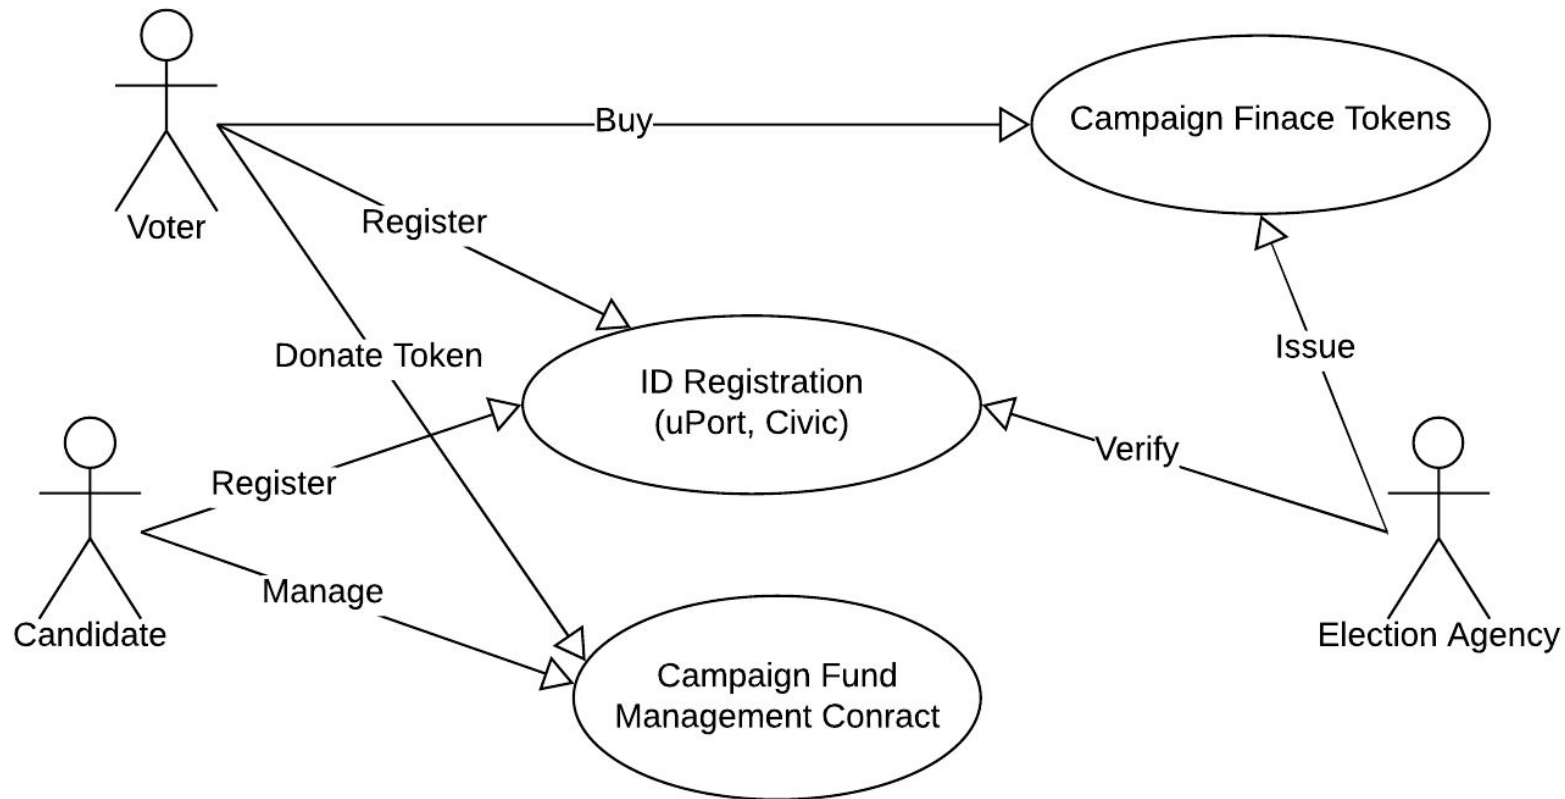 Buy
Campaign Finace Tokens
Voter
Register
Issue
Donate Token
ID Registration
(uPort, Civic)
Verify
Register
Manage
Candidate
Election Agency
Campaign Fund
Management Conract